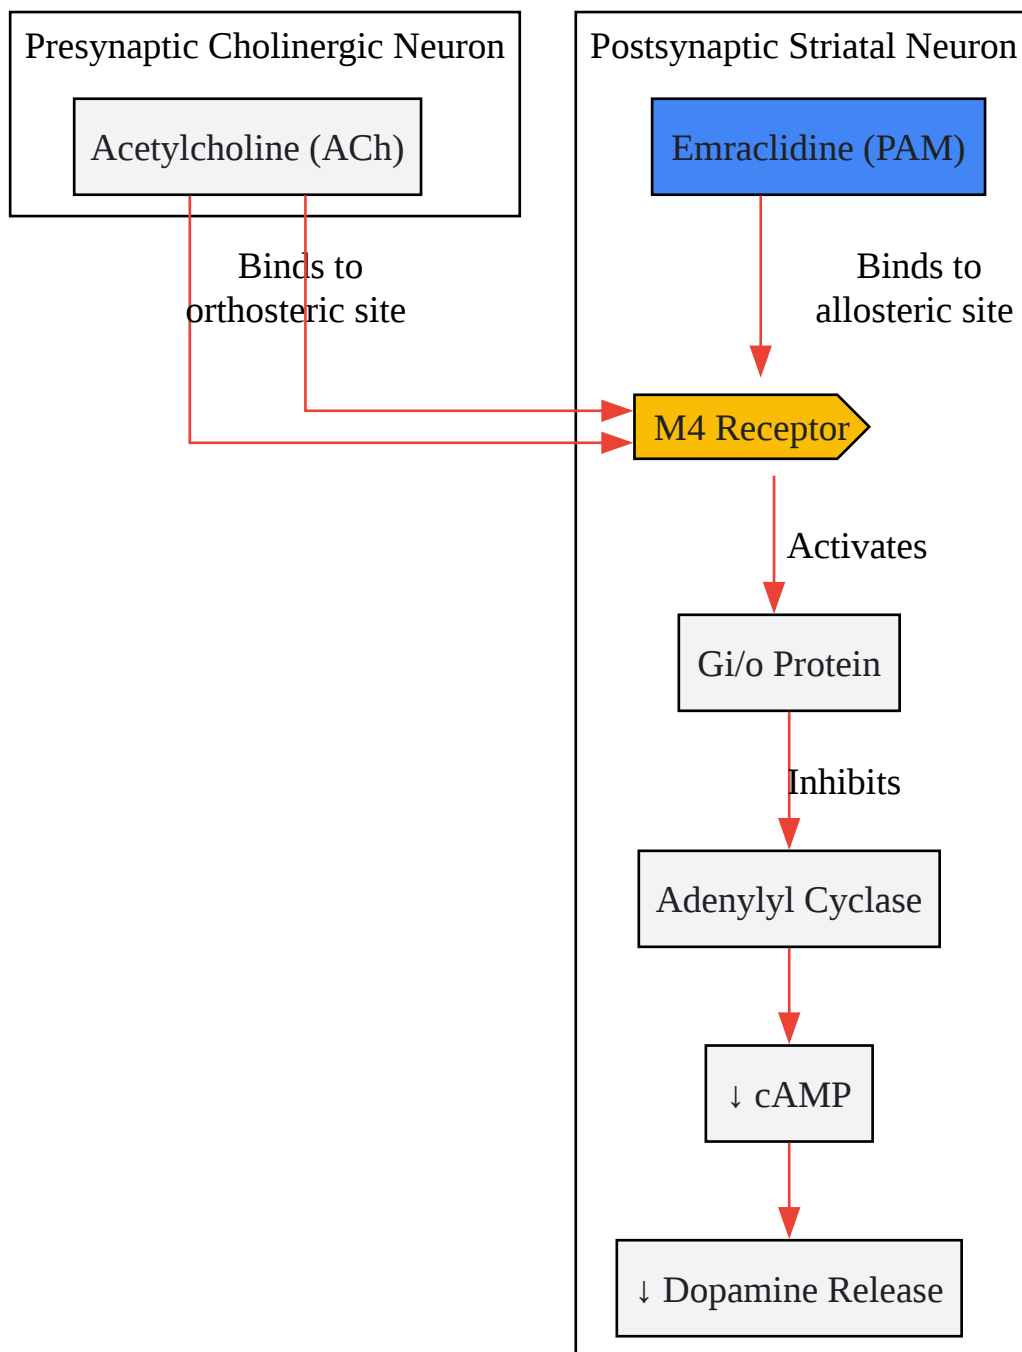 Presynaptic Cholinergic Neuron
Acetylcholine (ACh)
Binds to
orthosteric site
Postsynaptic Striatal Neuron
Emraclidine (PAM)
Binds to
allosteric site
M4 Receptor
Activates
Gi/o Protein
Inhibits
Adenylyl Cyclase
↓ cAMP
↓ Dopamine Release